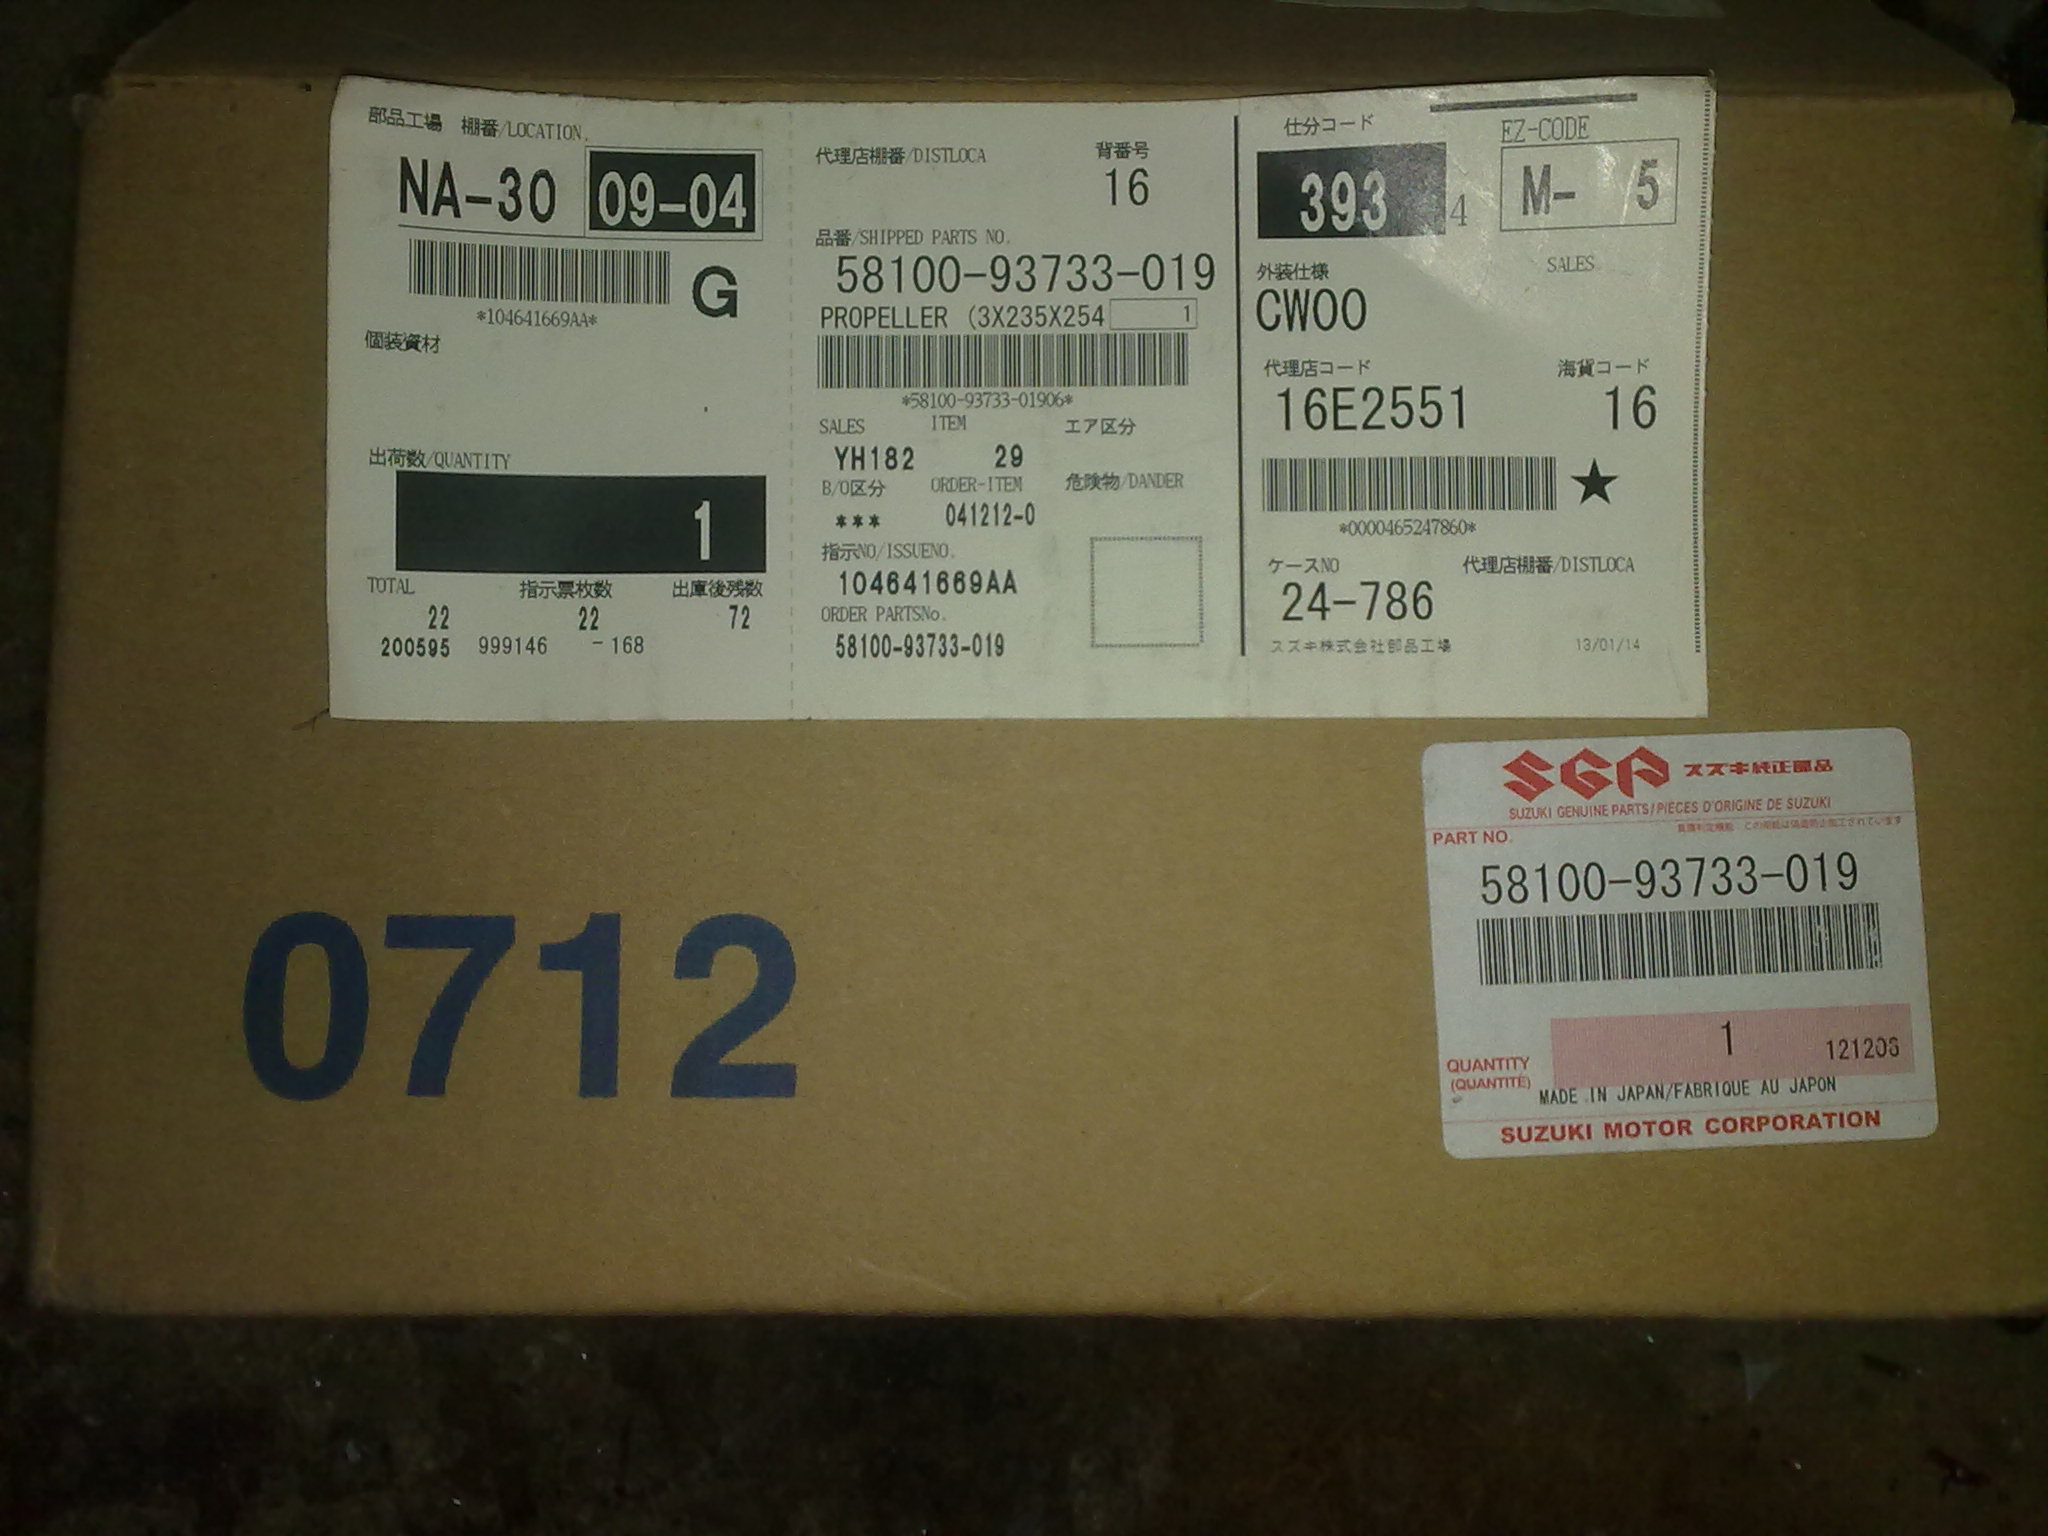 部品工場 棚番/LOCATION.
NA-30 09-04
*104641669AA* G
個装資材
出荷数/QUANTITY
1
TOTAL 指示票枚数 出庫後残数
22 22 72
200595 999146 -168
代理店棚番/DISTLOCA 背番号
16
品番/SHIPPED PARTS NO.
58100-93733-019
PROPELLER (3X235X254 1
*58100-93733-01906*
SALES ITEM エア区分
YH182 29
B/O区分 ORDER-ITEM 危険物/DANDER
*** 041212-0
指示NO/ISSUENO.
104641669AA
ORDER PARTSNo.
58100-93733-019
仕分コード EZ-CODE
393 4 M- /5
SALES
外装仕様
CW00
代理店コード 海貨コード
16E2551 16
★
*0000465247860*
ケースNO 代理店棚番/DISTLOCA
24-786
スズキ株式会社部品工場 13/01/14
SGP スズキ純正部品
SUZUKI GENUINE PARTS/PIECES D'ORIGINE DE SUZUKI
PART NO.
58100-93733-019
QUANTITY 1
(QUANTITÉ)
MADE IN JAPAN/FABRIQUE AU JAPON
SUZUKI MOTOR CORPORATION
0712